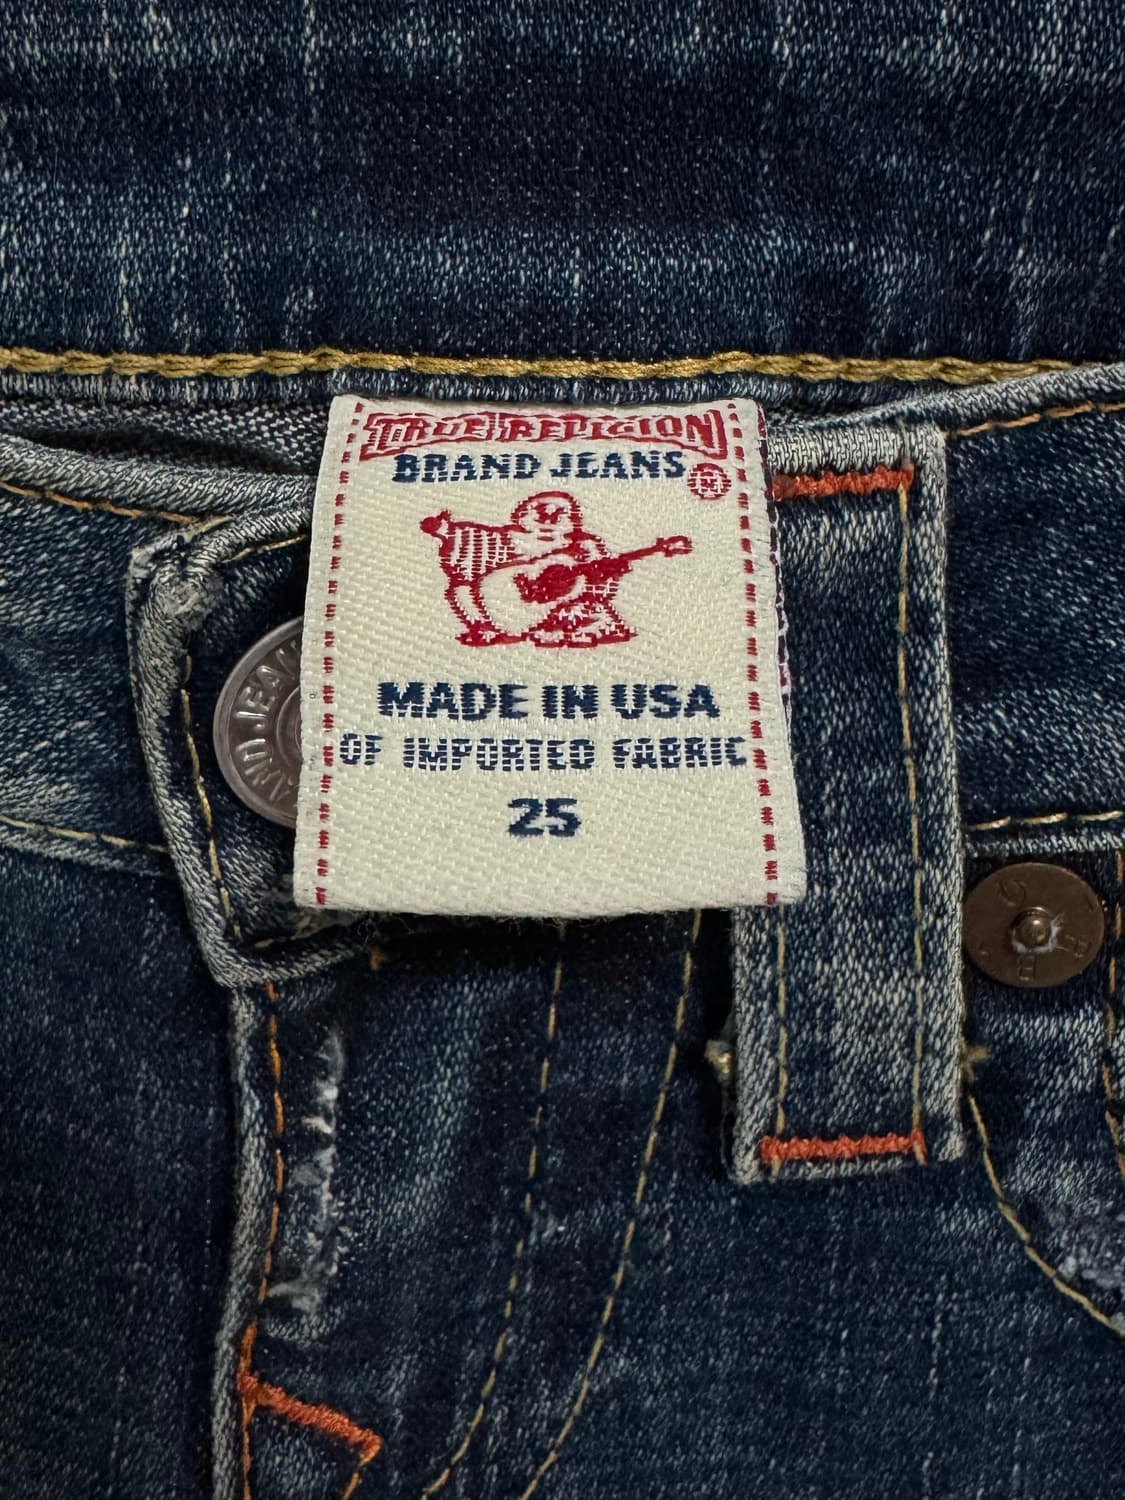 TRUE RELIGION
BRAND JEANS
®
MADE IN USA
OF IMPORTED FABRIC
25